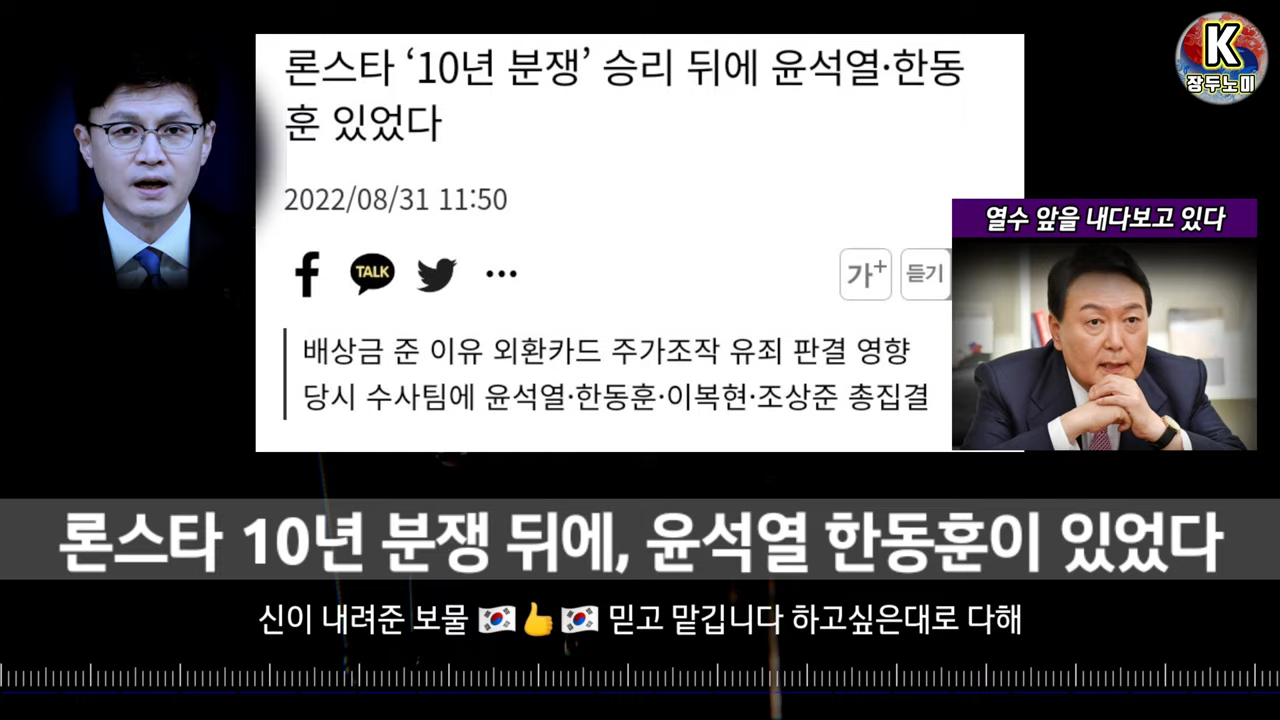 론스타 ‘10년 분쟁’ 승리 뒤에 윤석열·한동
훈 있었다
2022/08/31 11:50
TALK
가+
듣기
배상금 준 이유 외환카드 주가조작 유죄 판결 영향
당시 수사팀에 윤석열·한동훈·이복현·조상준 총집결
K
장두노미
열수 앞을 내다보고 있다
론스타 10년 분쟁 뒤에, 윤석열 한동훈이 있었다
신이 내려준 보물 🇰🇷👍🇰🇷 믿고 맡깁니다 하고싶은대로 다해